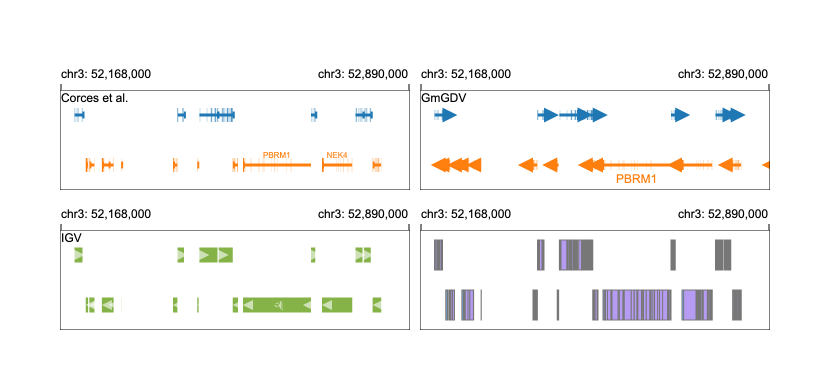 chr3: 52,168,000 chr3: 52,890,000 chr3: 52,168,000 chr3: 52,890,000
Corces et al. GmGDV
PBRM1 NEK4
PBRM1
chr3: 52,168,000 chr3: 52,890,000 chr3: 52,168,000 chr3: 52,890,000
IGV